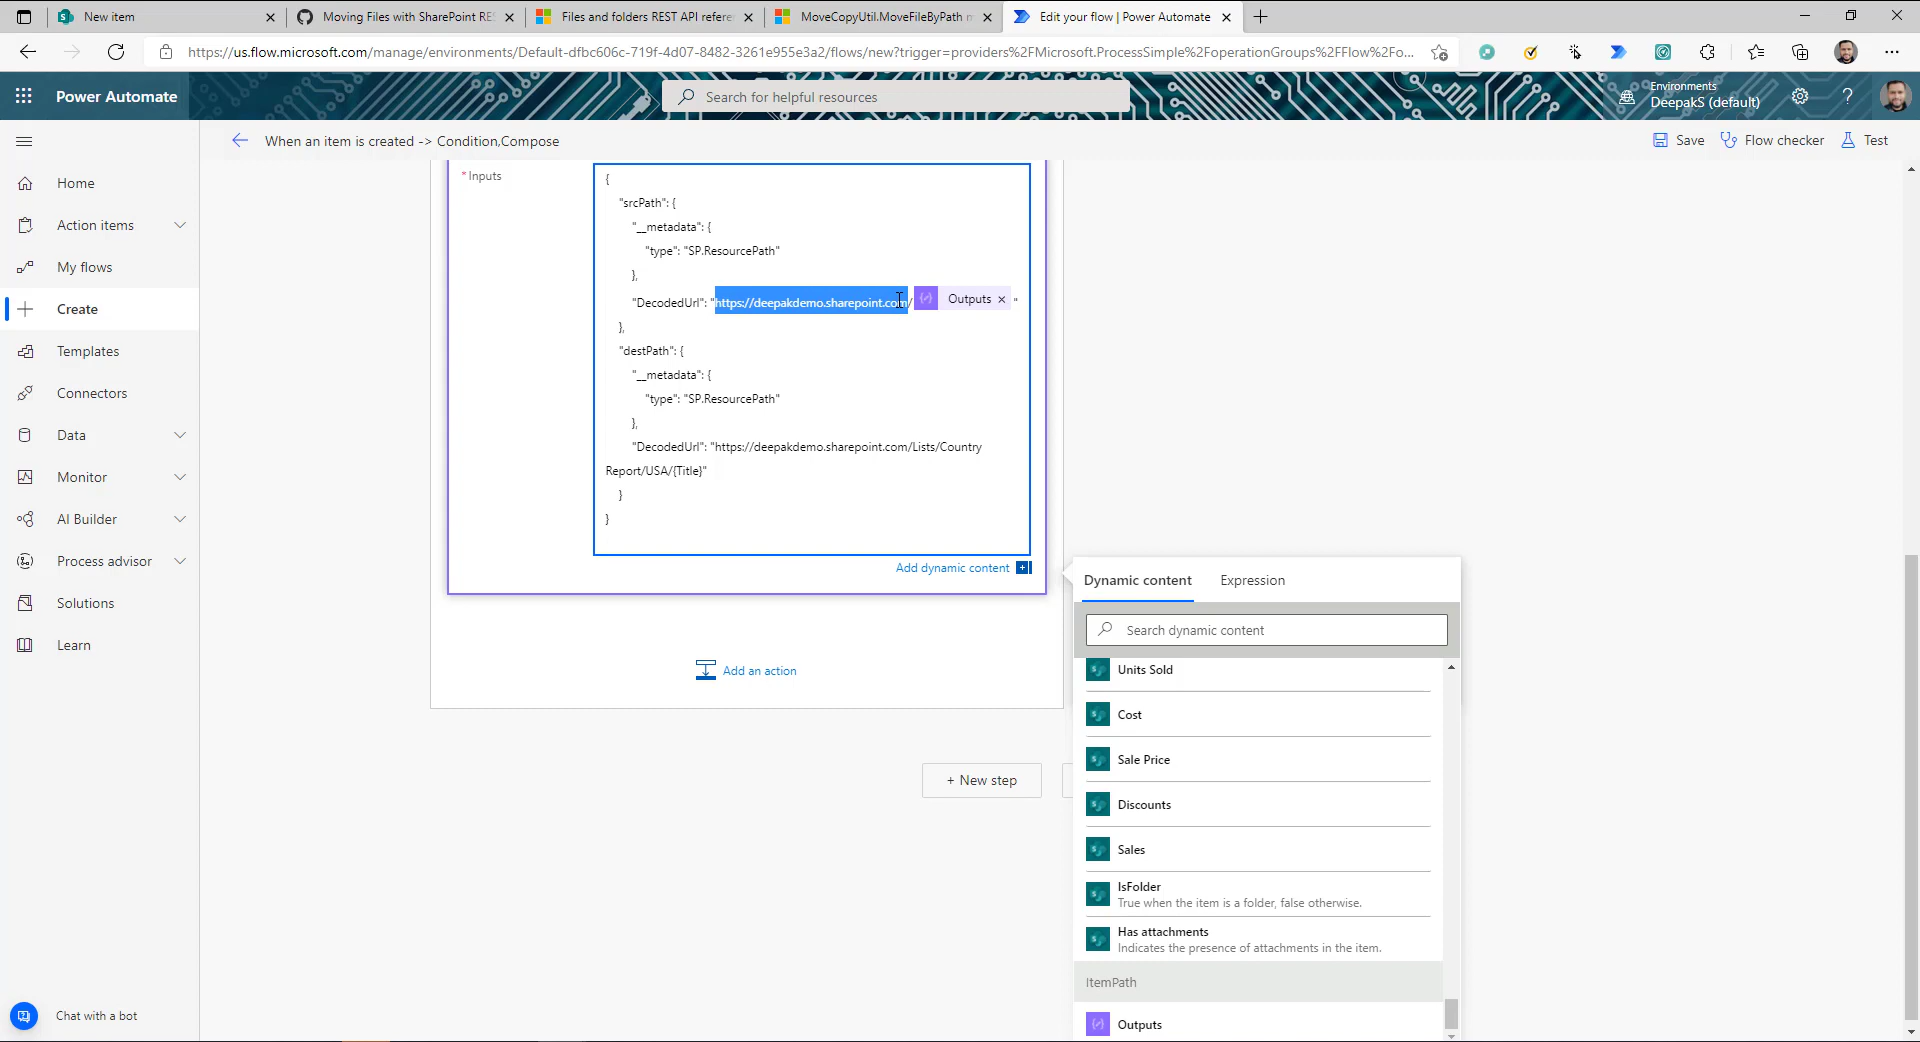 New item
Moving Files with SharePoint RES
Files and folders REST API refere
MoveCopyUtil.MoveFileByPath m
Edit your flow | Power Automate
https://us.flow.microsoft.com/manage/environments/Default-dfbc606c-719f-4d07-8482-3261e955e3a2/flows/new?trigger=providers%2FMicrosoft.ProcessSimple%2FoperationGroups%2FFlow%2Fo...
Power Automate
Search for helpful resources
Environments
DeepakS (default)
When an item is created -> Condition,Compose
Save
Flow checker
Test
Home
Action items
My flows
Create
Templates
Connectors
Data
Monitor
AI Builder
Process advisor
Solutions
Learn
Chat with a bot
* Inputs
{
"srcPath": {
"__metadata": {
"type": "SP.ResourcePath"
},
"DecodedUrl": "https://deepakdemo.sharepoint.com/ Outputs "
},
"destPath": {
"__metadata": {
"type": "SP.ResourcePath"
},
"DecodedUrl": "https://deepakdemo.sharepoint.com/Lists/Country
Report/USA/{Title}"
}
}
Add dynamic content
Add an action
+ New step
Dynamic content
Expression
Search dynamic content
Units Sold
Cost
Sale Price
Discounts
Sales
IsFolder
True when the item is a folder, false otherwise.
Has attachments
Indicates the presence of attachments in the item.
ItemPath
Outputs